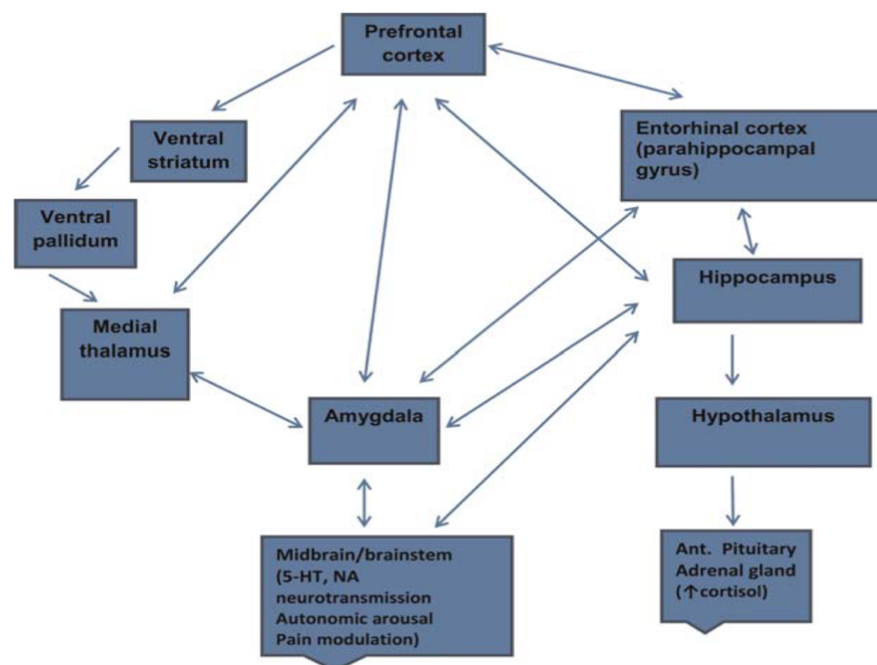 Prefrontal
cortex
Ventral
striatum
Entorhinal cortex
(parahippocampal
gyrus)
Ventral
pallidum
Hippocampus
Medial
thalamus
Amygdala
Hypothalamus
Midbrain/brainstem
(5-HT, NA
neurotransmission
Autonomic arousal
Pain modulation)
Ant. Pituitary
Adrenal gland
(↑cortisol)